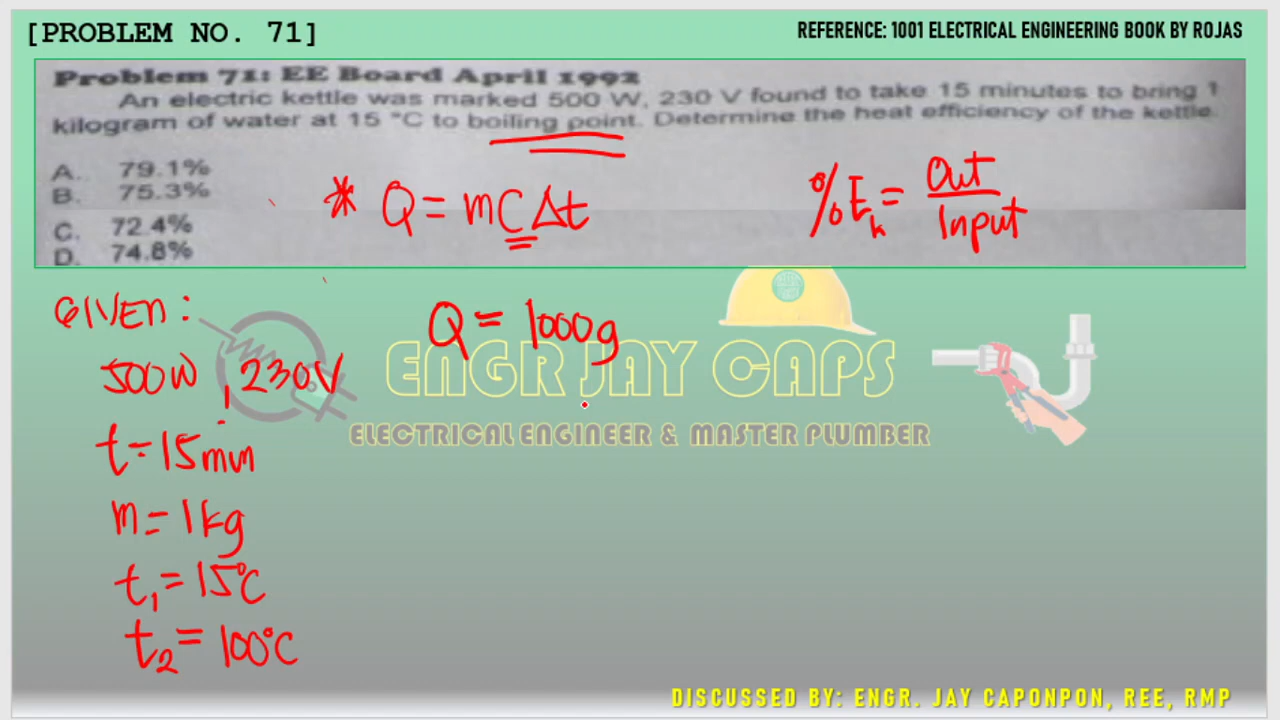 [PROBLEM NO. 71]
REFERENCE: 1001 ELECTRICAL ENGINEERING BOOK BY ROJAS
Problem 71: EE Board April 1992
An electric kettle was marked 500 W, 230 V found to take 15 minutes to bring 1
kilogram of water at 15 °C to boiling point. Determine the heat efficiency of the kettle.
A. 79.1%
B. 75.3%
C. 72.4%
D. 74.8%
* Q = mCΔt
%Eh = Out / Input
GIVEN:
500W, 230V
t = 15 min
m = 1kg
t1 = 15°C
t2 = 100°C
Q = 1000g
ENGR JAY CAPS
ELECTRICAL ENGINEER & MASTER PLUMBER
DISCUSSED BY: ENGR. JAY CAPONPON, REE, RMP